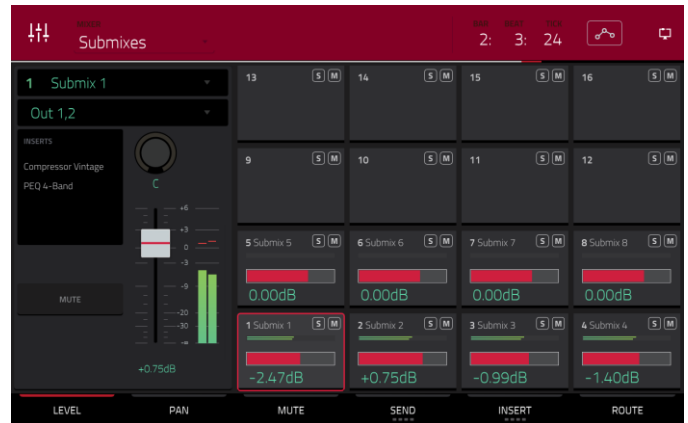 MIXER
Submixes
BAR BEAT TICK
2: 3: 24
1 Submix 1
Out 1,2
INSERTS
Compressor Vintage
PEQ 4-Band
C
+6
+3
0
-3
-9
-20
-30
-∞
MUTE
+0.75dB
13 S M
14 S M
15 S M
16 S M
9 S M
10 S M
11 S M
12 S M
5 Submix 5 S M
6 Submix 6 S M
7 Submix 7 S M
8 Submix 8 S M
0.00dB
0.00dB
0.00dB
0.00dB
1 Submix 1 S M
2 Submix 2 S M
3 Submix 3 S M
4 Submix 4 S M
-2.47dB
+0.75dB
-0.99dB
-1.40dB
LEVEL
PAN
MUTE
SEND
INSERT
ROUTE